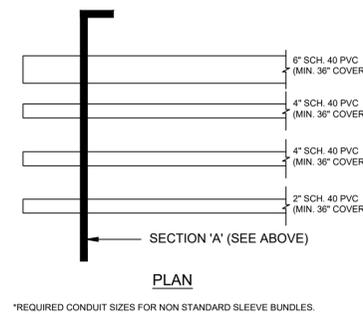 6" SCH. 40 PVC
(MIN. 36" COVER
4" SCH. 40 PVC
(MIN. 36" COVER
4" SCH. 40 PVC
(MIN. 36" COVER
2" SCH. 40 PVC
(MIN. 36" COVER
SECTION 'A' (SEE ABOVE)
PLAN
*REQUIRED CONDUIT SIZES FOR NON STANDARD SLEEVE BUNDLES.